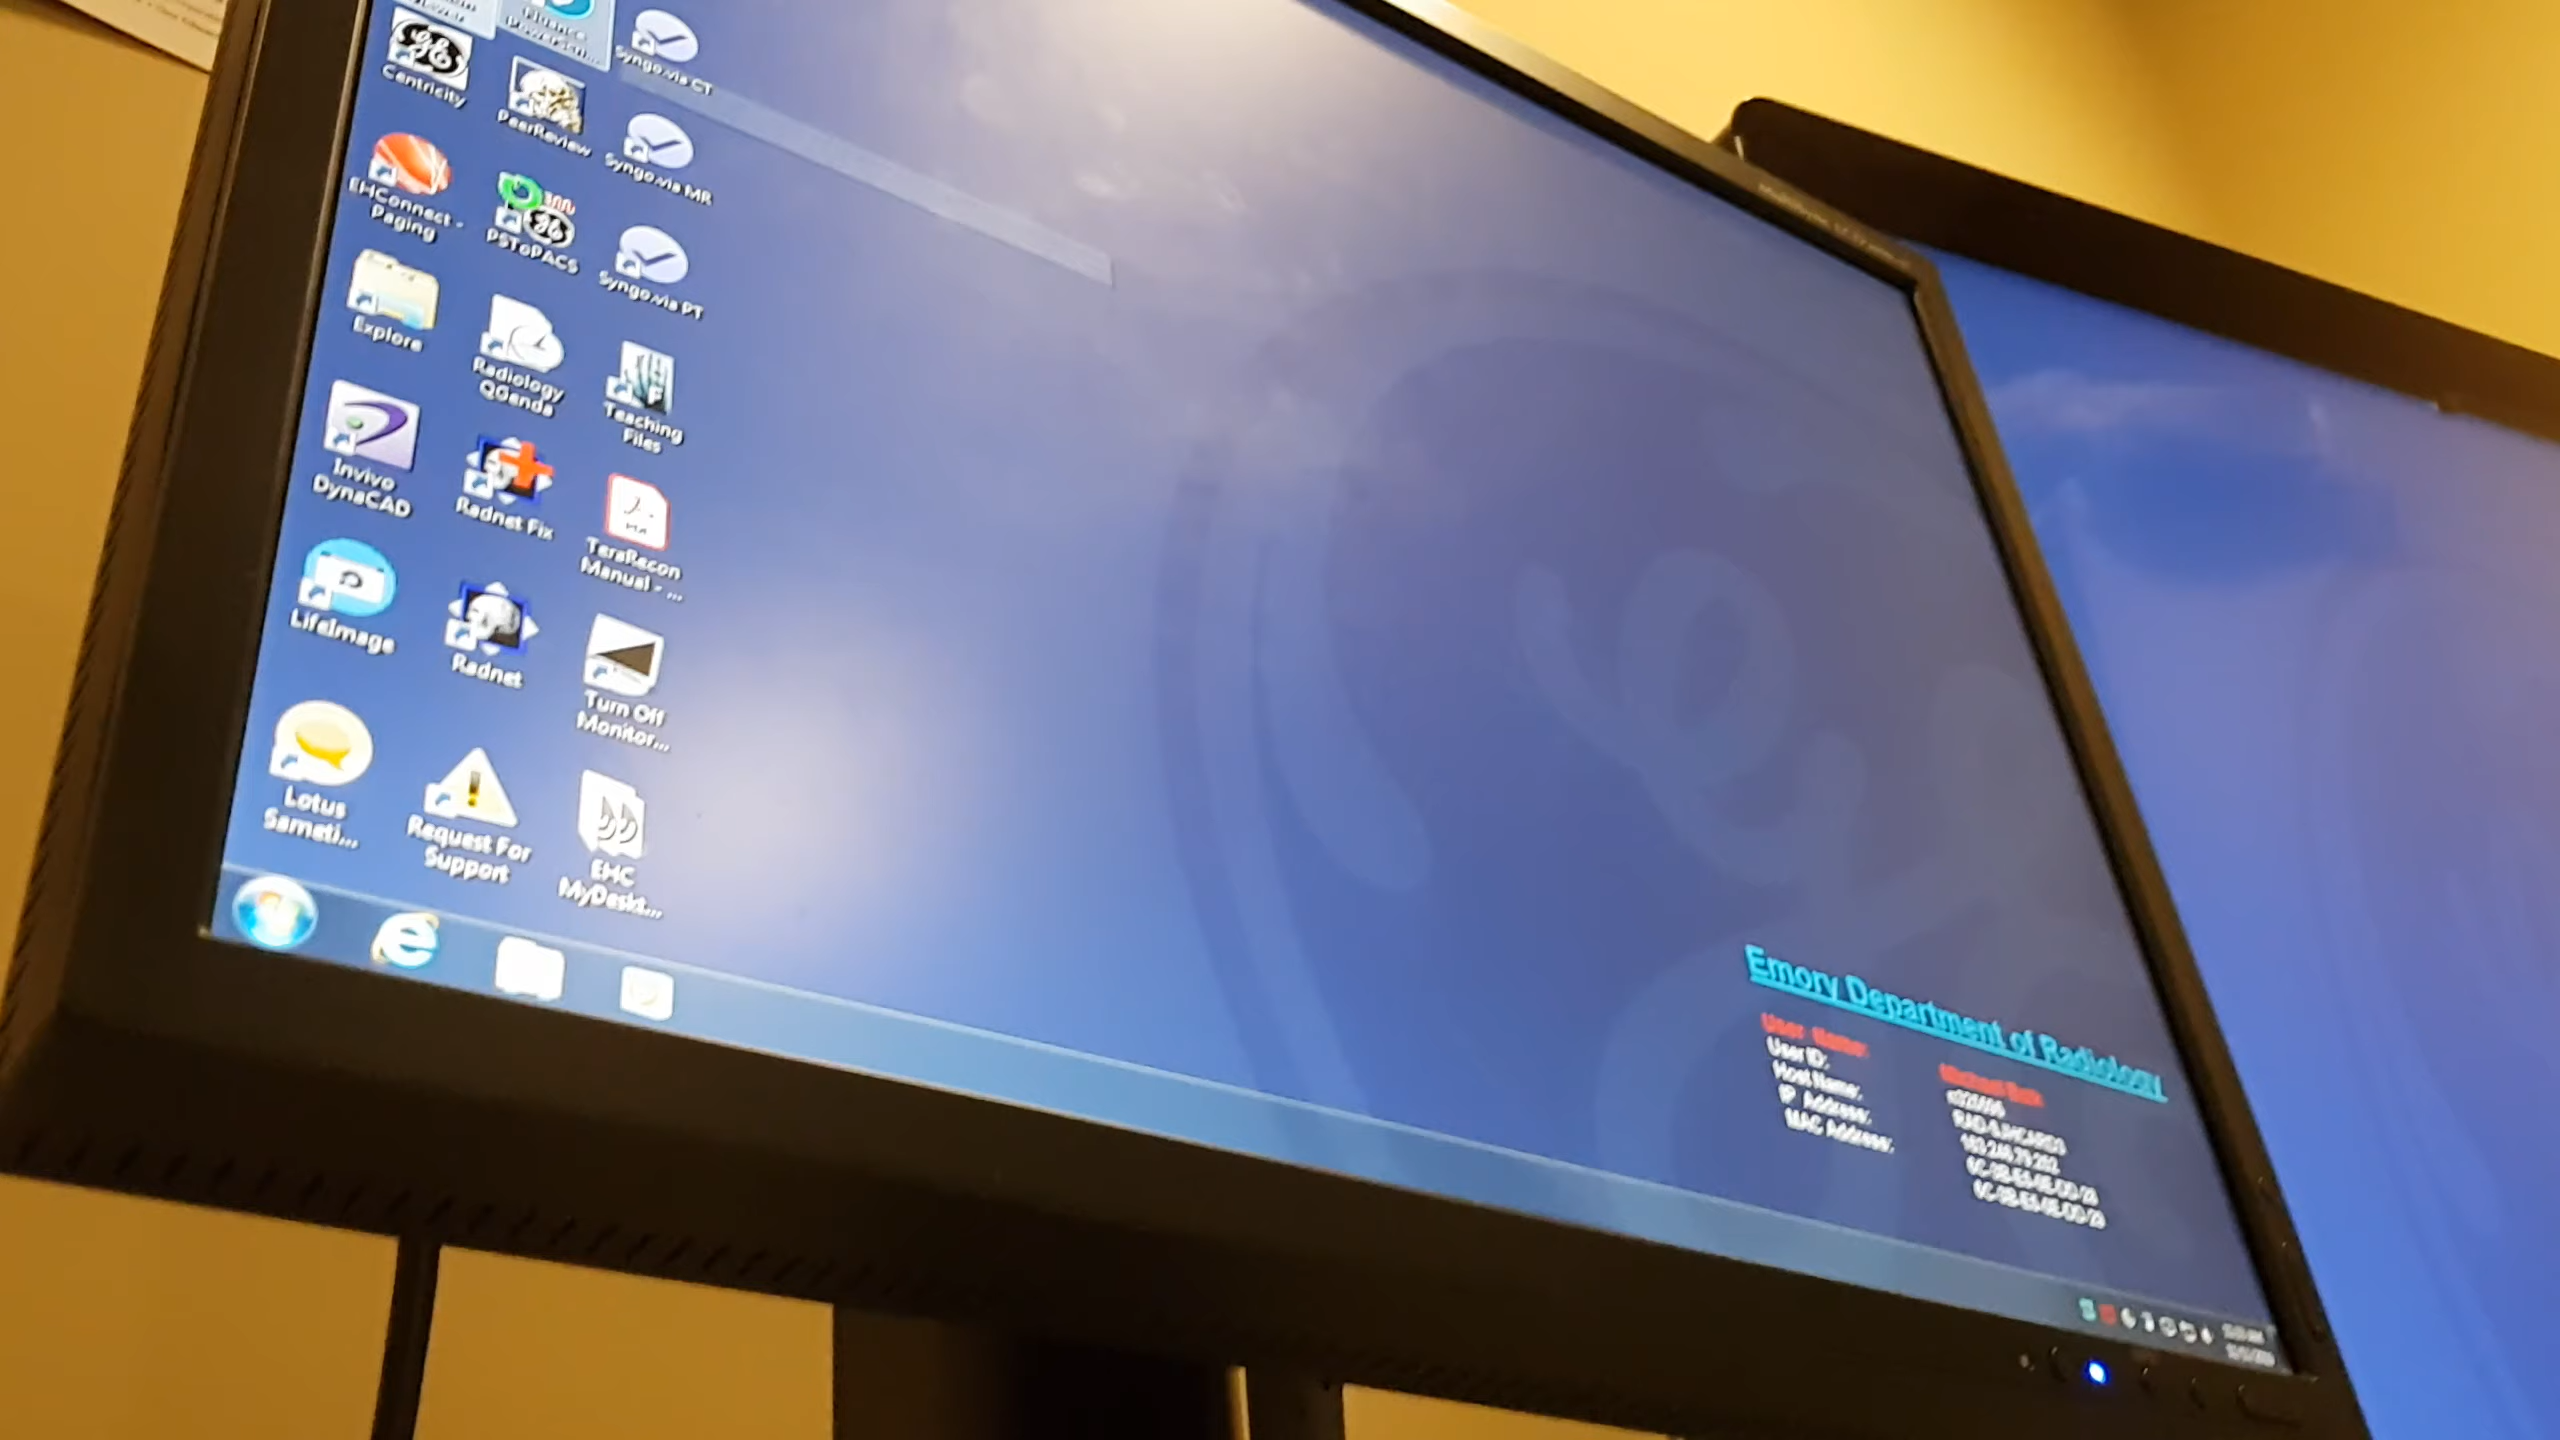 Centricity
EHConnect -
Paging
Explore
Invivo
DynaCAD
LifeImage
Lotus
Sameti...
PeerReview
PSToPACS
Radiology
QGenda
Radnet Fix
Radnet
Request For
Support
Syngo.via CT
Syngo.via MR
Syngo.via PT
Teaching
Files
TeraRecon
Manual - ...
Turn Off
Monitor...
EHC
MyDeskt...
Emory Department of Radiology
User Name:
User ID:
Host Name:
IP Address:
MAC Address: